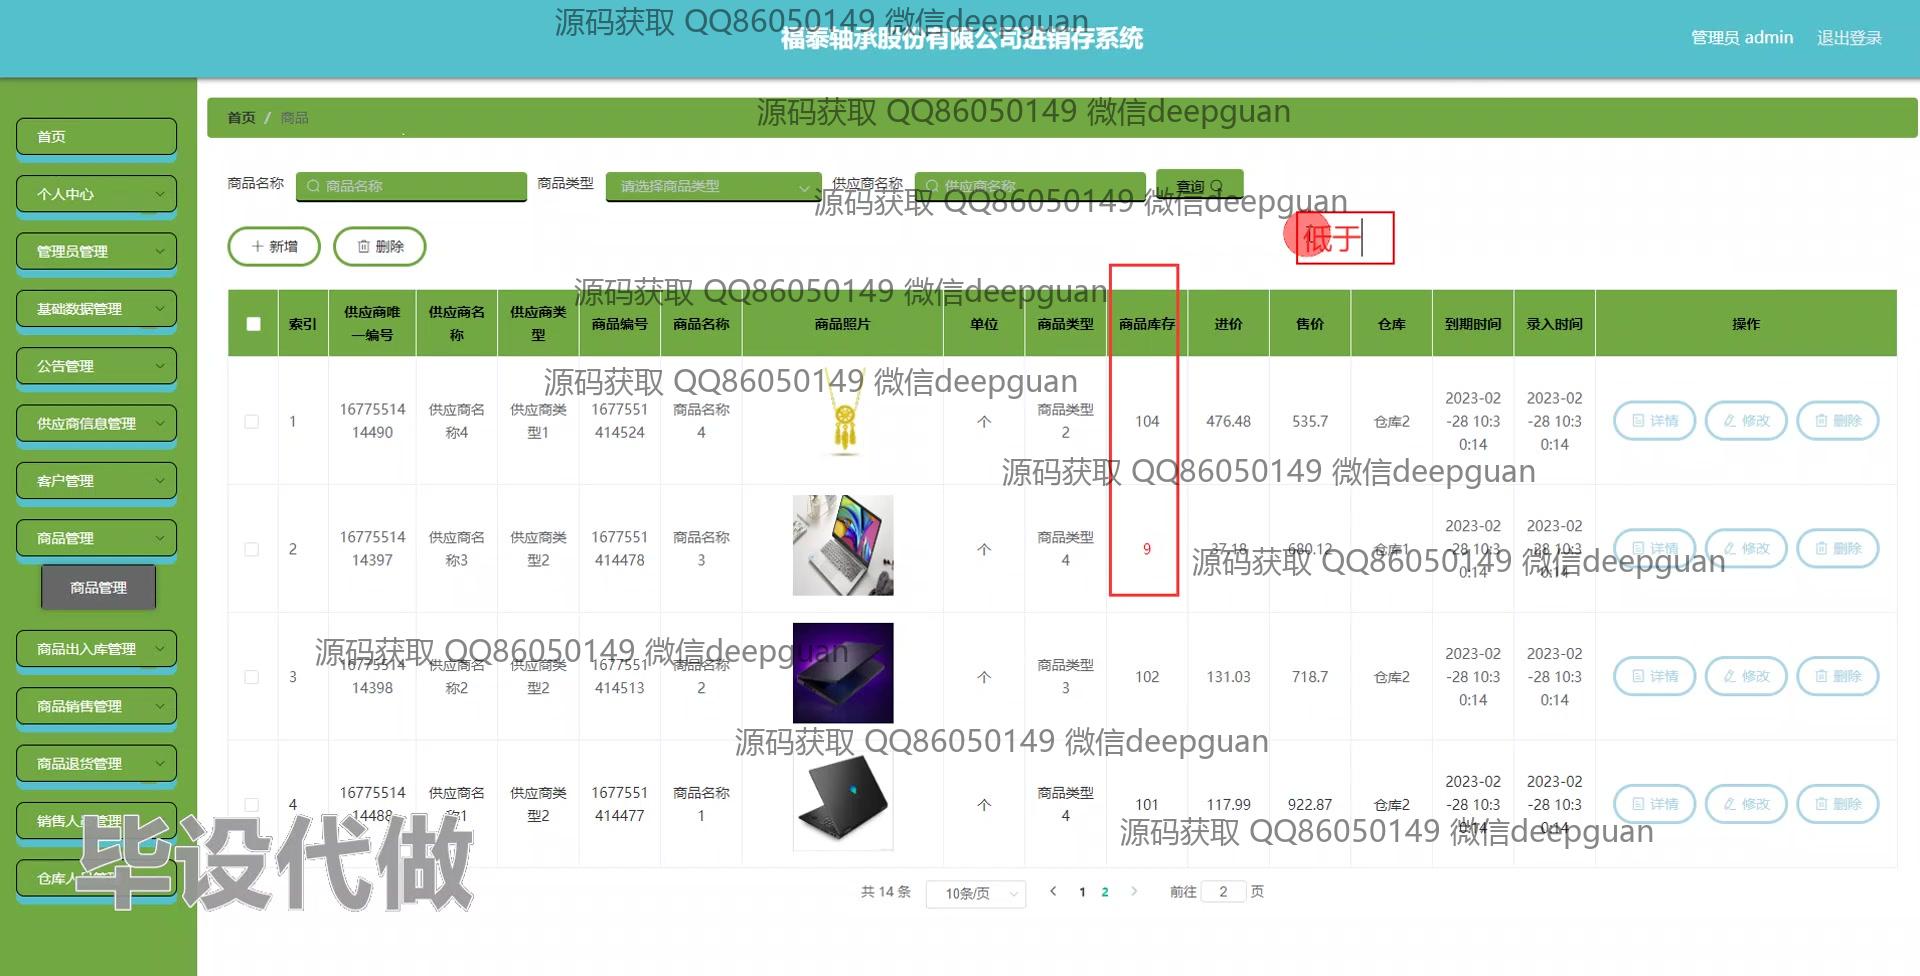 源码获取 QQ86050149 微信deepguan
福泰轴承股份有限公司进销存系统
管理员 admin
退出登录
首页
个人中心
管理员管理
基础数据管理
公告管理
供应商信息管理
客户管理
商品管理
商品管理
商品出入库管理
商品销售管理
商品退货管理
首页 / 商品
源码获取 QQ86050149 微信deepguan
商品名称 商品名称 商品类型 请选择商品类型 供应商名称 供应商名称 查询
源码获取 QQ86050149 微信deepguan
低于
新增 删除
源码获取 QQ86050149 微信deepguan
索引 供应商唯一编号 供应商名称 供应商类型 商品编号 商品名称 商品照片 单位 商品类型 商品库存 进价 售价 仓库 到期时间 录入时间 操作
源码获取 QQ86050149 微信deepguan
1 1677551414490 供应商名称4 供应商类型1 1677551414524 商品名称4 个 商品类型2 104 476.48 535.7 仓库2 2023-02-28 10:30:14 2023-02-28 10:30:14 详情 修改 删除
源码获取 QQ86050149 微信deepguan
2 1677551414397 供应商名称3 供应商类型2 1677551414478 商品名称3 个 商品类型4 9 37.18 680.12 仓库1 2023-02-28 10:30:14 2023-02-28 10:30:14 详情 修改 删除
源码获取 QQ86050149 微信deepguan
源码获取 QQ86050149 微信deepguan
3 1677551414398 供应商名称2 供应商类型2 1677551414513 商品名称2 个 商品类型3 102 131.03 718.7 仓库2 2023-02-28 10:30:14 2023-02-28 10:30:14 详情 修改 删除
源码获取 QQ86050149 微信deepguan
4 1677551414488 供应商名称1 供应商类型2 1677551414477 商品名称1 个 商品类型4 101 117.99 922.87 仓库2 2023-02-28 10:30:14 2023-02-28 10:30:14 详情 修改 删除
源码获取 QQ86050149 微信deepguan
毕设代做
共 14 条 10条/页 1 2 前往 2 页